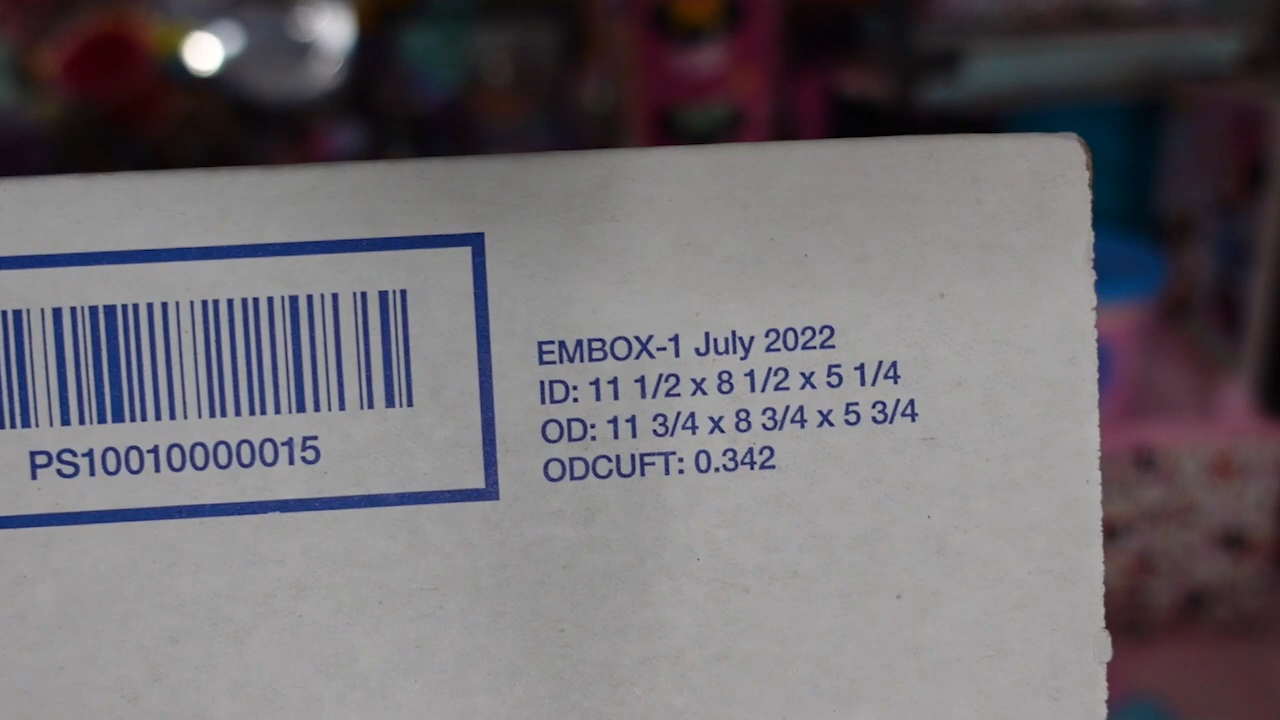 PS10010000015
EMBOX-1 July 2022
ID: 11 1/2 x 8 1/2 x 5 1/4
OD: 11 3/4 x 8 3/4 x 5 3/4
ODCUFT: 0.342